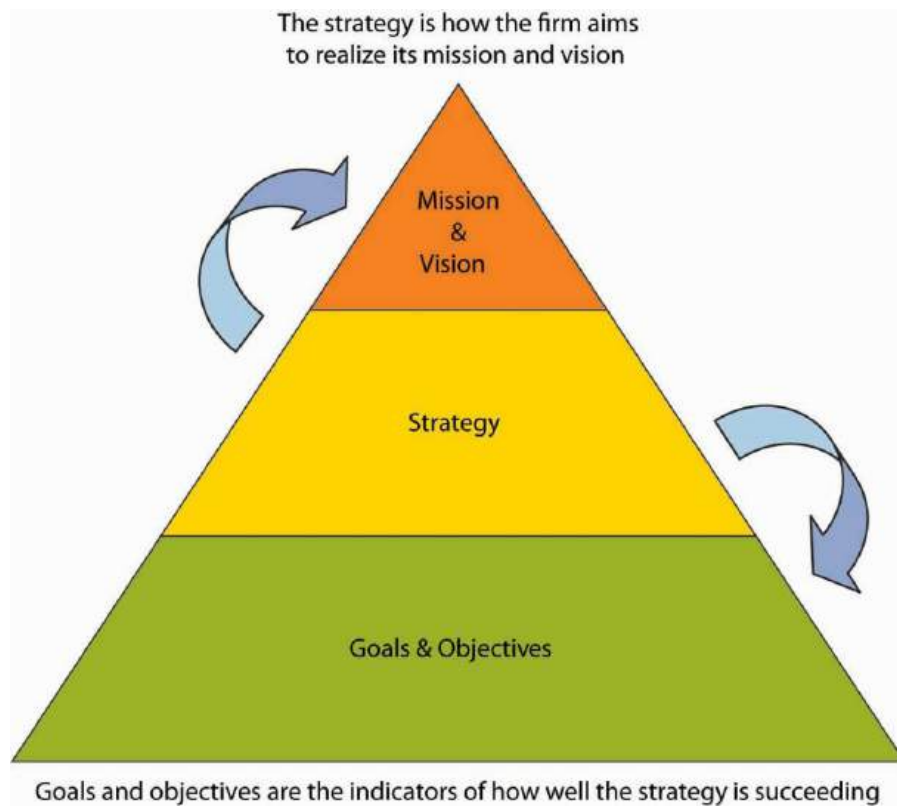 The strategy is how the firm aims
to realize its mission and vision
Mission
&
Vision
Strategy
Goals & Objectives
Goals and objectives are the indicators of how well the strategy is succeeding